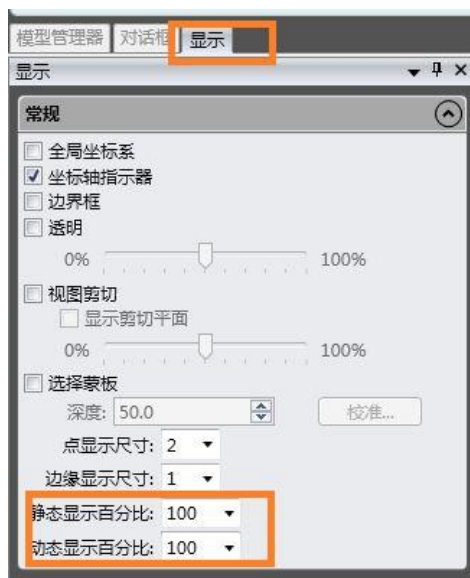 模型管理器 对话框 显示
显示
常规
全局坐标系
坐标轴指示器
边界框
透明
0% 100%
视图剪切
显示剪切平面
0% 100%
选择蒙板
深度: 50.0 校准...
点显示尺寸: 2
边缘显示尺寸: 1
静态显示百分比: 100
动态显示百分比: 100